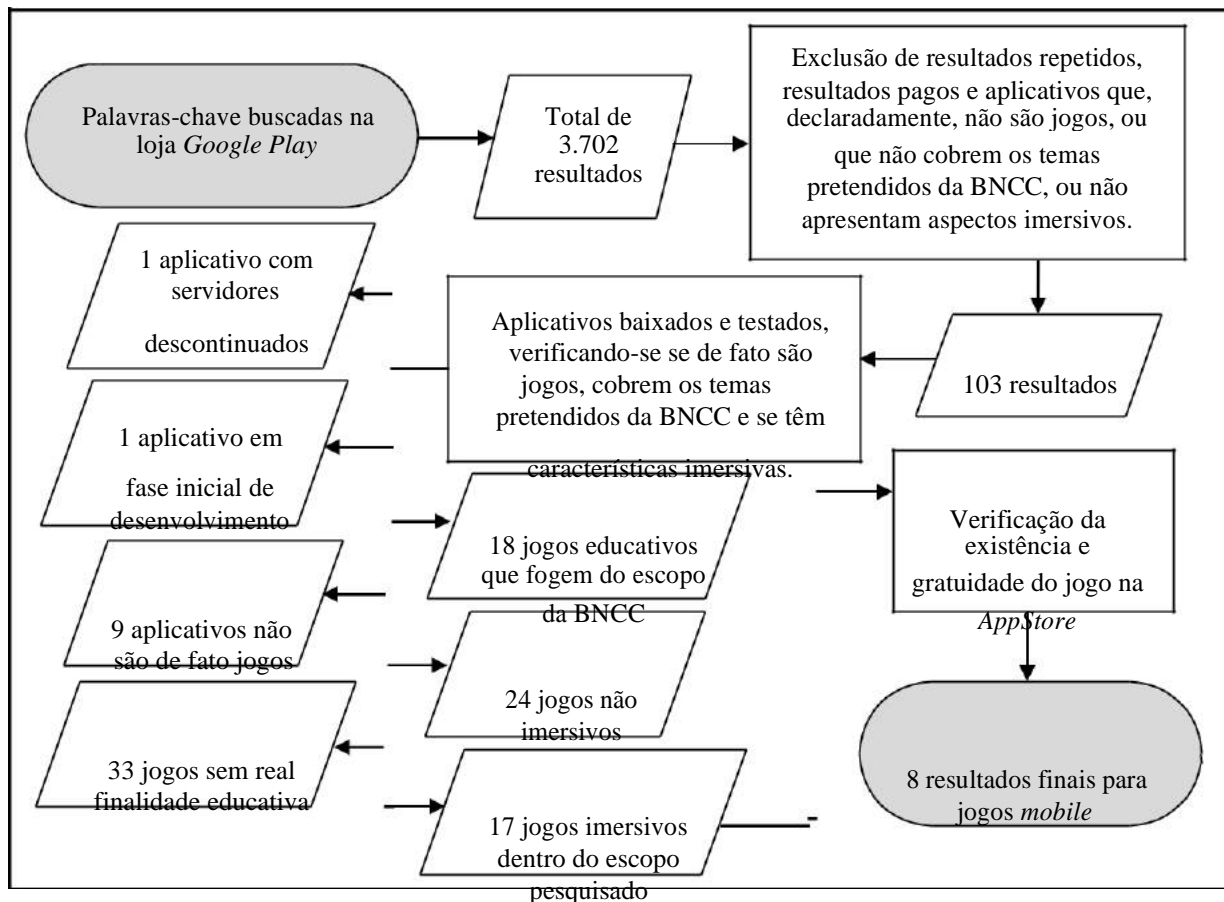 Palavras-chave buscadas na
loja Google Play
Total de
3.702
resultados
Exclusão de resultados repetidos,
resultados pagos e aplicativos que,
declaradamente, não são jogos, ou
que não cobrem os temas
pretendidos da BNCC, ou não
apresentam aspectos imersivos.
103 resultados
Aplicativos baixados e testados,
verificando-se se de fato são
jogos, cobrem os temas
pretendidos da BNCC e se têm
características imersivas.
1 aplicativo com
servidores
descontinuados
1 aplicativo em
fase inicial de
desenvolvimento
18 jogos educativos
que fogem do escopo
da BNCC
9 aplicativos não
são de fato jogos
24 jogos não
imersivos
33 jogos sem real
finalidade educativa
17 jogos imersivos
dentro do escopo
pesquisado
Verificação da
existência e
gratuidade do jogo na
AppStore
8 resultados finais para
jogos mobile